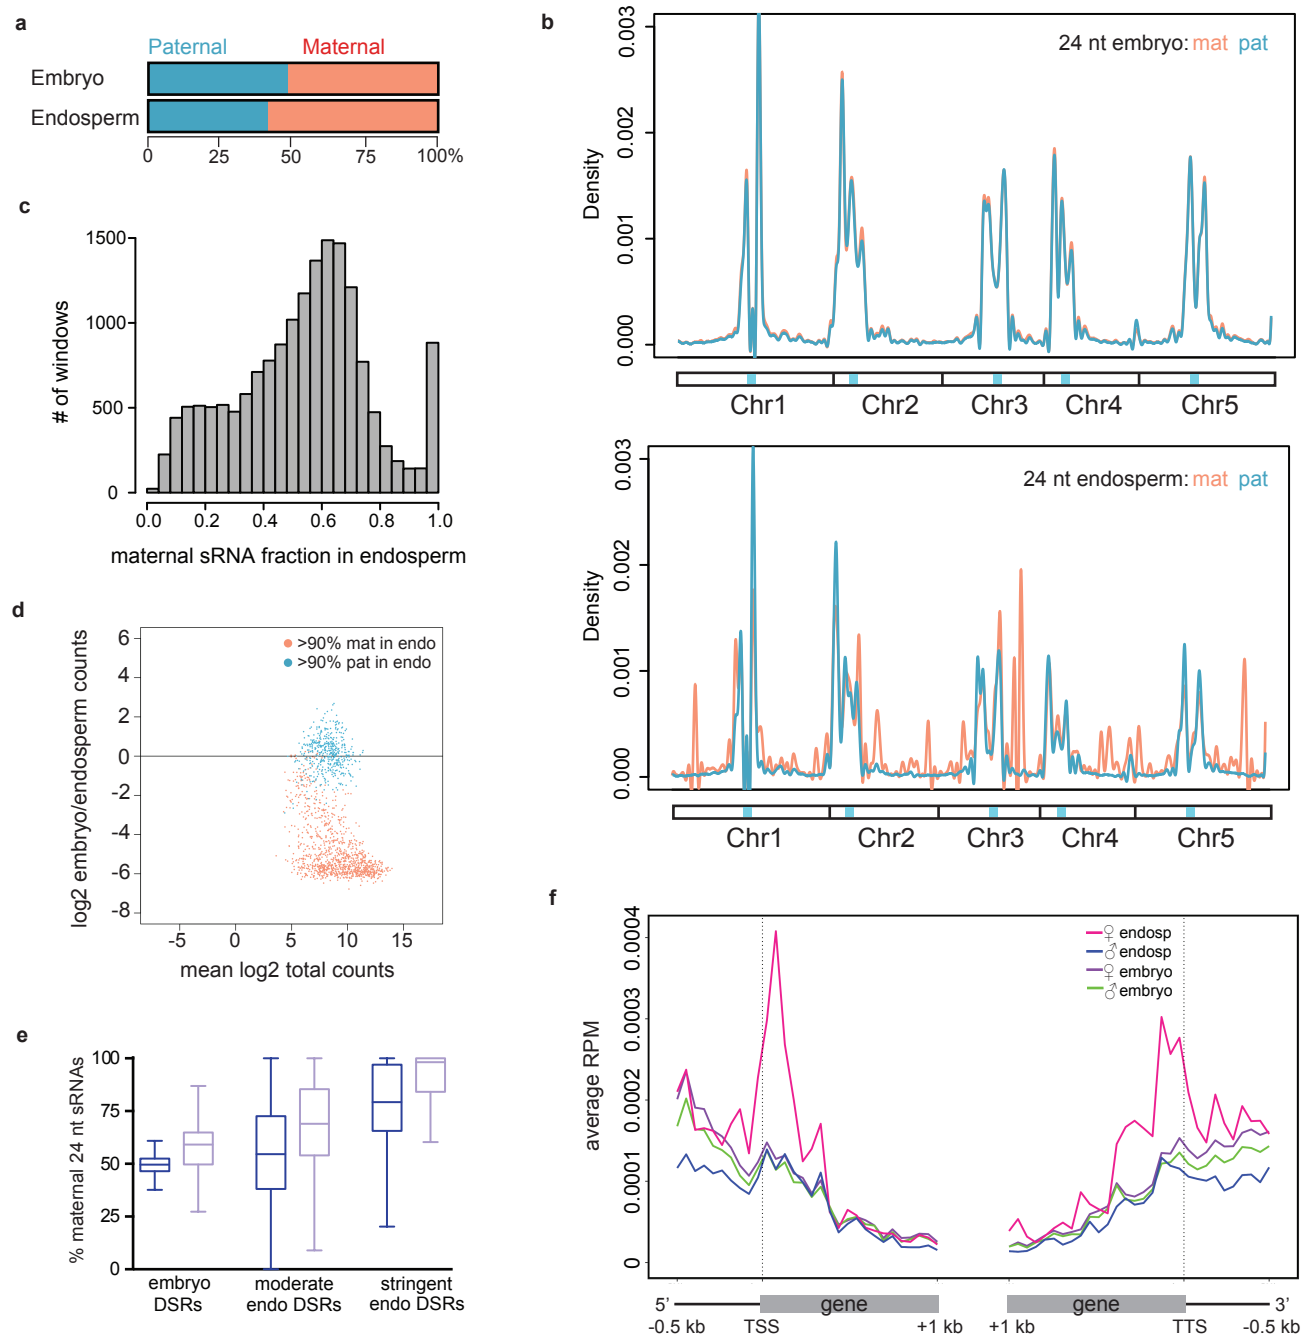 a
Paternal Maternal
Embryo
Endosperm
0 25 50 75 100%
b
0.003
0.002
0.001
0.000
Density
24 nt embryo: mat pat
Chr1 Chr2 Chr3 Chr4 Chr5
0.003
0.002
0.001
0.000
Density
24 nt endosperm: mat pat
Chr1 Chr2 Chr3 Chr4 Chr5
c
1500
1000
500
0
# of windows
0.0 0.2 0.4 0.6 0.8 1.0
maternal sRNA fraction in endosperm
d
6
4
2
0
-2
-4
-6
-8
log2 embryo/endosperm counts
>90% mat in endo
>90% pat in endo
-5 0 5 10 15
mean log2 total counts
e
100
75
50
25
0
% maternal 24 nt sRNAs
embryo DSRs
moderate endo DSRs
stringent endo DSRs
f
0.0004
0.0003
0.0002
0.0001
0
average RPM
♀ endosp
♂ endosp
♀ embryo
♂ embryo
5’ gene gene 3’
-0.5 kb TSS +1 kb +1 kb TTS -0.5 kb